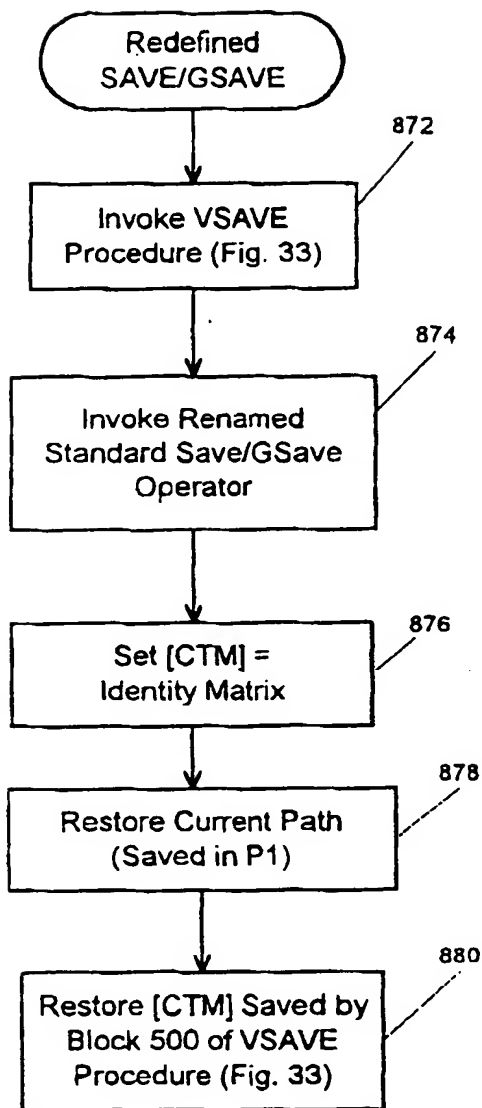 Redefined
SAVE/GSAVE
872
Invoke VSAVE
Procedure (Fig. 33)
874
Invoke Renamed
Standard Save/GSave
Operator
876
Set [CTM] =
Identity Matrix
878
Restore Current Path
(Saved in P1)
880
Restore [CTM] Saved by
Block 500 of VSAVE
Procedure (Fig. 33)